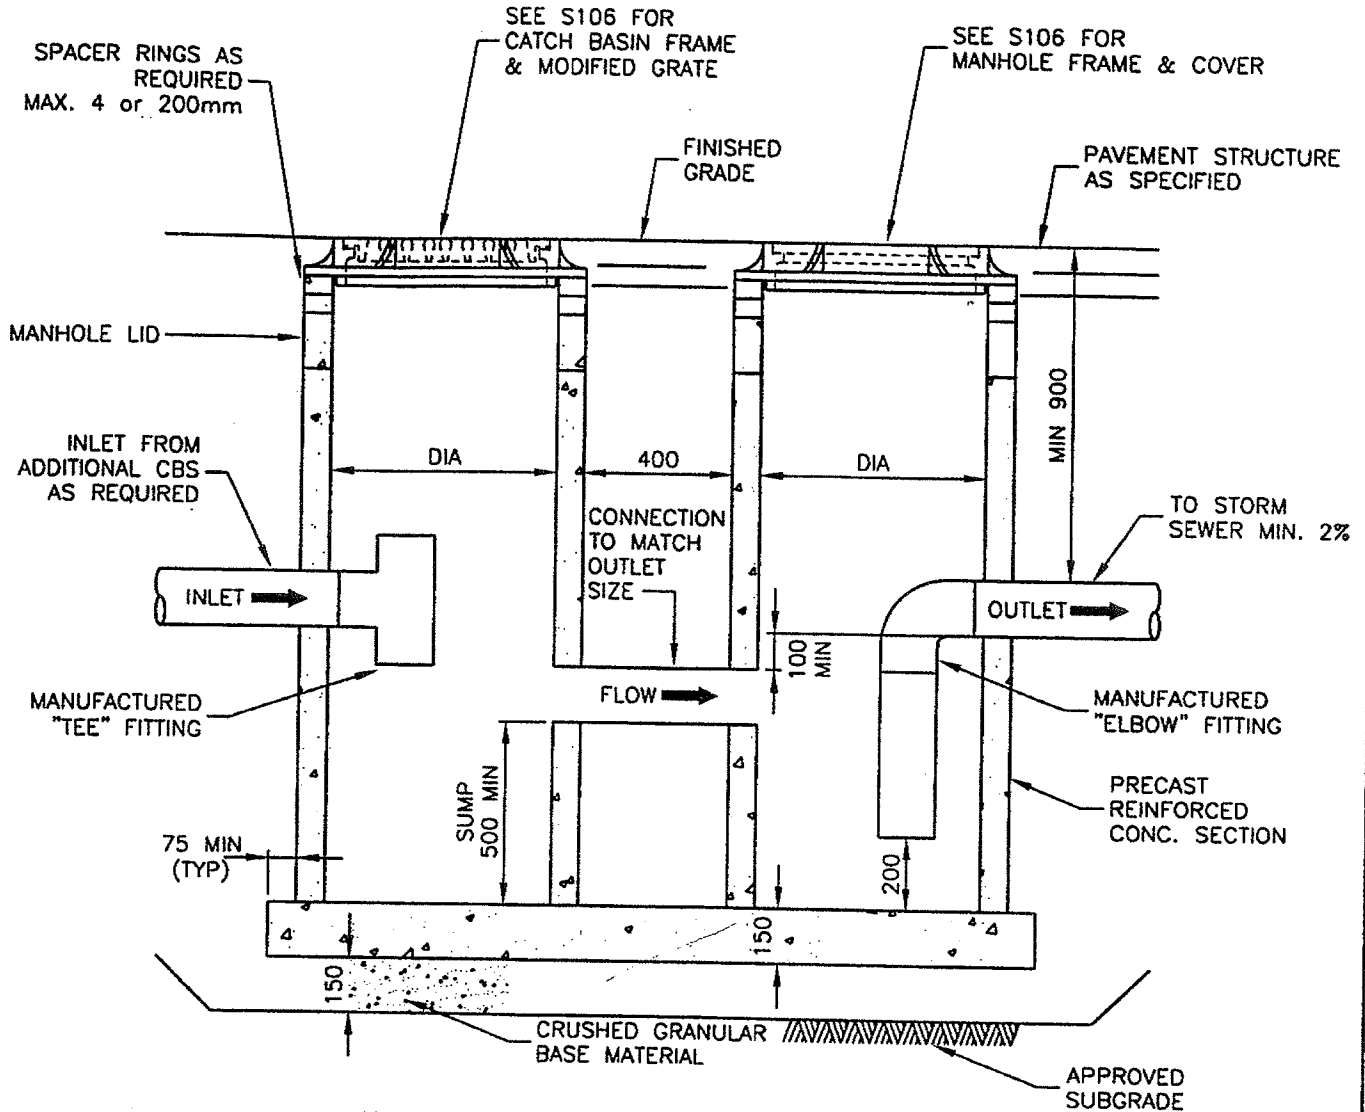 SEE S106 FOR
CATCH BASIN FRAME
& MODIFIED GRATE
SEE S106 FOR
MANHOLE FRAME & COVER
SPACER RINGS AS
REQUIRED
MAX. 4 or 200mm
FINISHED
GRADE
PAVEMENT STRUCTURE
AS SPECIFIED
MANHOLE LID
MIN 900
INLET FROM
ADDITIONAL CBS
AS REQUIRED
DIA
400
DIA
CONNECTION
TO MATCH
OUTLET
SIZE
TO STORM
SEWER MIN. 2%
INLET
OUTLET
100
MIN
FLOW
MANUFACTURED
"TEE" FITTING
MANUFACTURED
"ELBOW" FITTING
SUMP
500 MIN
PRECAST
REINFORCED
CONC. SECTION
75 MIN
(TYP)
200
150
150
CRUSHED GRANULAR
BASE MATERIAL
APPROVED
SUBGRADE